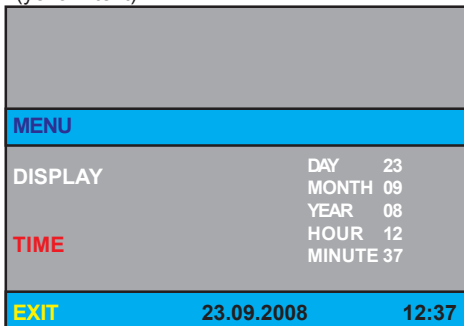 MENU
DISPLAY
TIME
DAY 23
MONTH 09
YEAR 08
HOUR 12
MINUTE 37
EXIT 23.09.2008 12:37